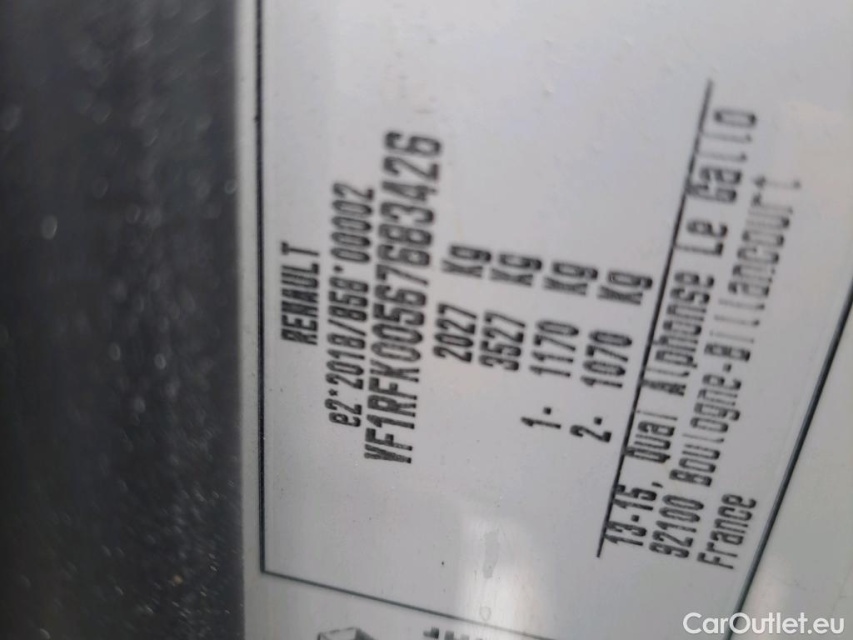 RENAULT
e2*2018/858*00002
VF1RFK00567683426
2027 Kg
3527 Kg
1- 1170 Kg
2- 1070 Kg
13-15, Quai Alphonse Le Gallo
92100 Boulogne-Billancourt
France
CarOutlet.eu